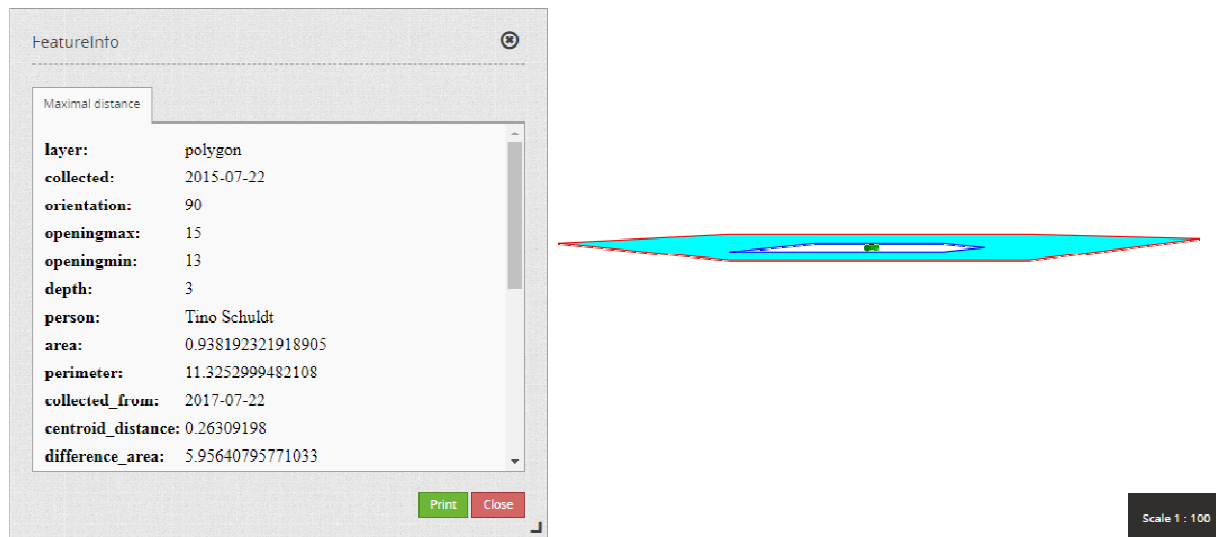 FeatureInfo
Maximal distance
layer: polygon
collected: 2015-07-22
orientation: 90
openingmax: 15
openingmin: 13
depth: 3
person: Tino Schuldt
area: 0.938192321918905
perimeter: 11.3252999482108
collected_from: 2017-07-22
centroid_distance: 0.26309198
difference_area: 5.95640795771033
Print Close
Scale 1 : 100